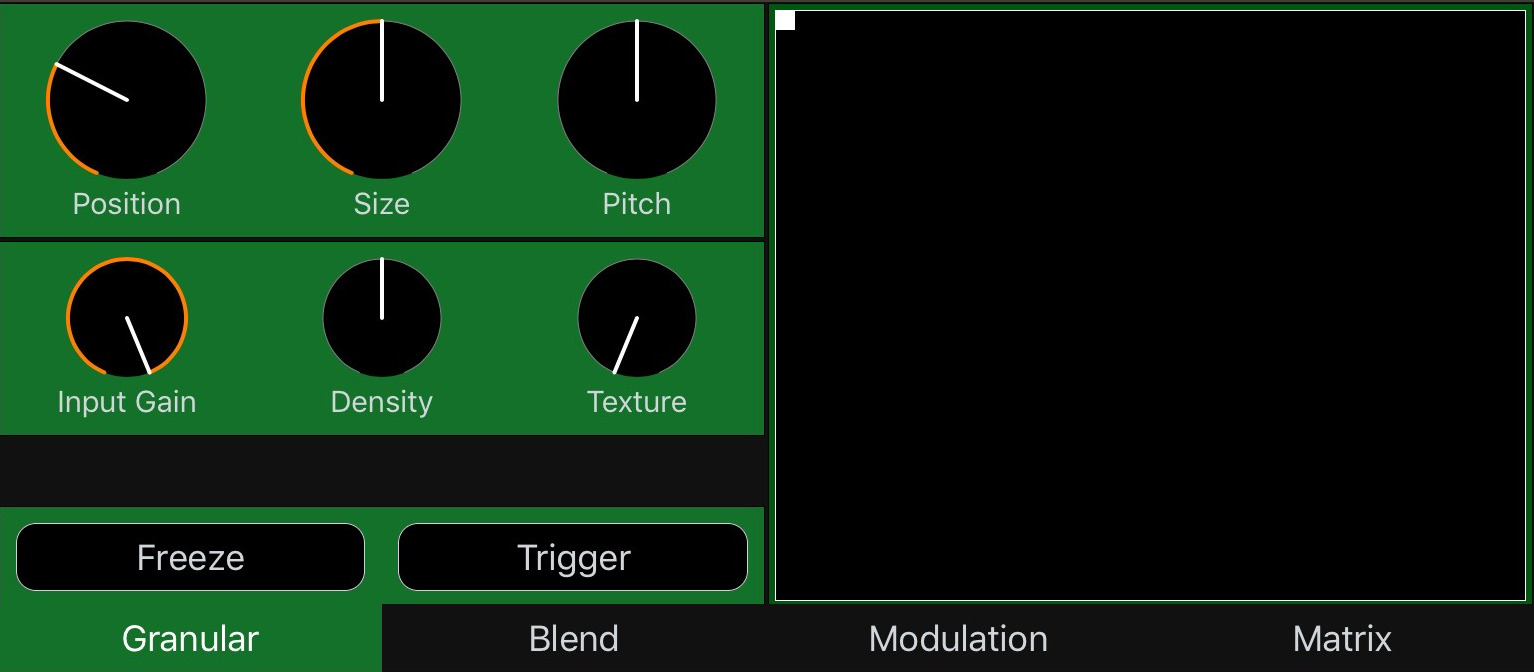 Position Size Pitch
Input Gain Density Texture
Freeze Trigger
Granular Blend Modulation Matrix